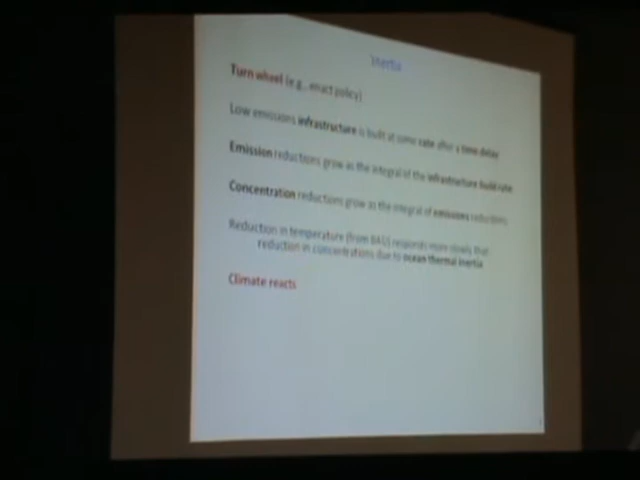 Inertia
Turn wheel (e.g., enact policy)
Low emissions infrastructure is built at some rate after a time delay
Emission reductions grow as the integral of the infrastructure build rate
Concentration reductions grow as the integral of emissions reductions
Reduction in temperature (from BAU) responds more slowly that
reduction in concentrations due to ocean thermal inertia
Climate reacts